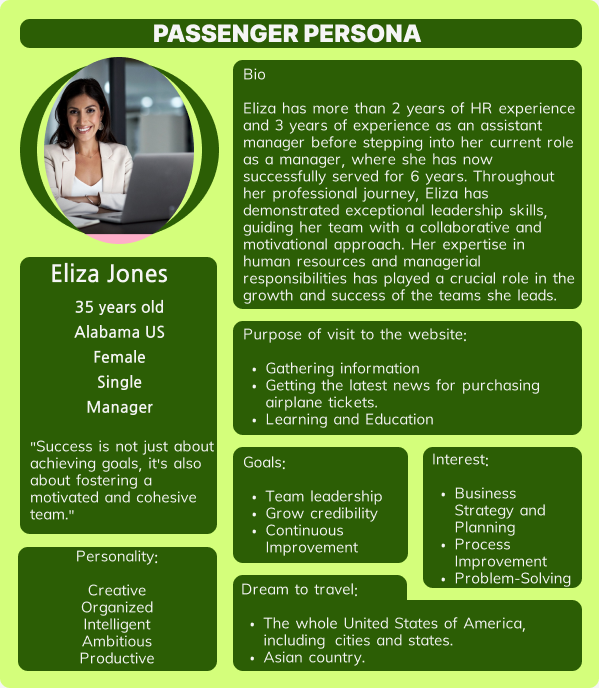 PASSENGER PERSONA
Eliza Jones
35 years old
Alabama US
Female
Single
Manager
"Success is not just about
achieving goals, it's also
about fostering a
motivated and cohesive
team."
Personality:
Creative
Organized
Intelligent
Ambitious
Productive
Bio
Eliza has more than 2 years of HR experience
and 3 years of experience as an assistant
manager before stepping into her current role
as a manager, where she has now
successfully served for 6 years. Throughout
her professional journey, Eliza has
demonstrated exceptional leadership skills,
guiding her team with a collaborative and
motivational approach. Her expertise in
human resources and managerial
responsibilities has played a crucial role in the
growth and success of the teams she leads.
Purpose of visit to the website:
• Gathering information
• Getting the latest news for purchasing
airplane tickets.
• Learning and Education
Goals:
• Team leadership
• Grow credibility
• Continuous
Improvement
Interest:
• Business
Strategy and
Planning
• Process
Improvement
• Problem-Solving
Dream to travel:
• The whole United States of America,
including cities and states.
• Asian country.